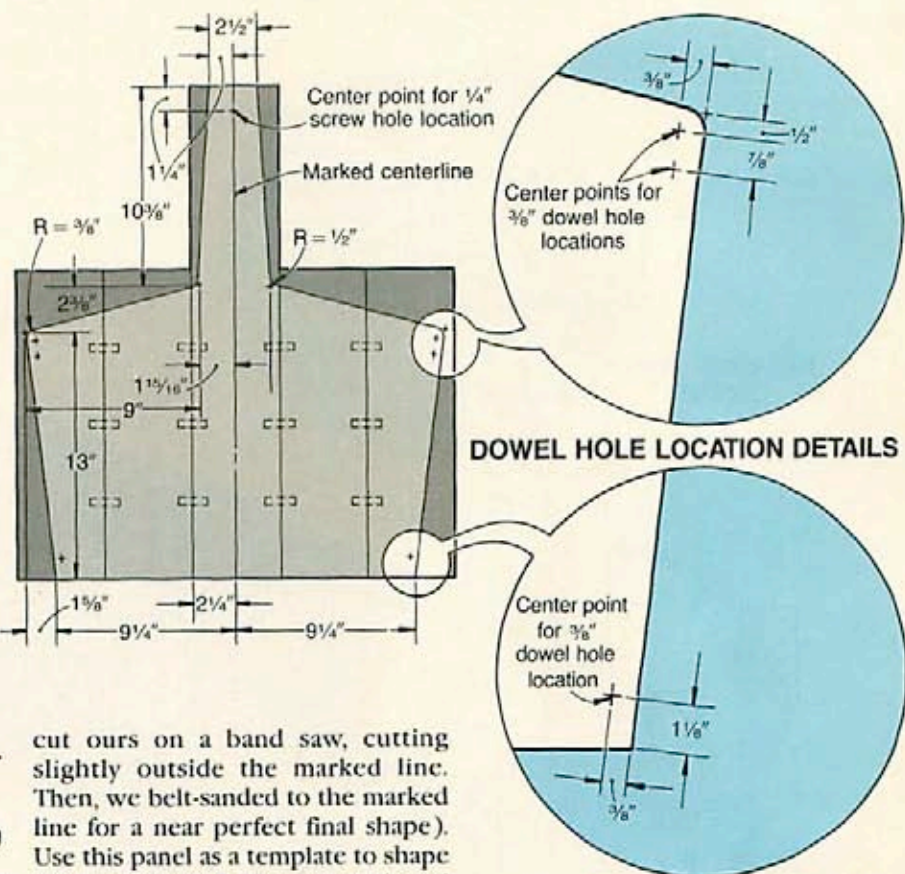 2½"
Center point for ¼"
screw hole location
1¼"
Marked centerline
10⅜"
R = ⅜"
R = ½"
2⅜"
1 15/16"
9"
13"
1⅝"
2¼"
9¼"
9¼"
⅜"
½"
⅞"
Center points for
⅜" dowel hole
locations
DOWEL HOLE LOCATION DETAILS
Center point
for ⅜"
dowel hole
location
1⅛"
⅜"
cut ours on a band saw, cutting
slightly outside the marked line.
Then, we belt-sanded to the marked
line for a near perfect final shape).
Use this panel as a template to shape